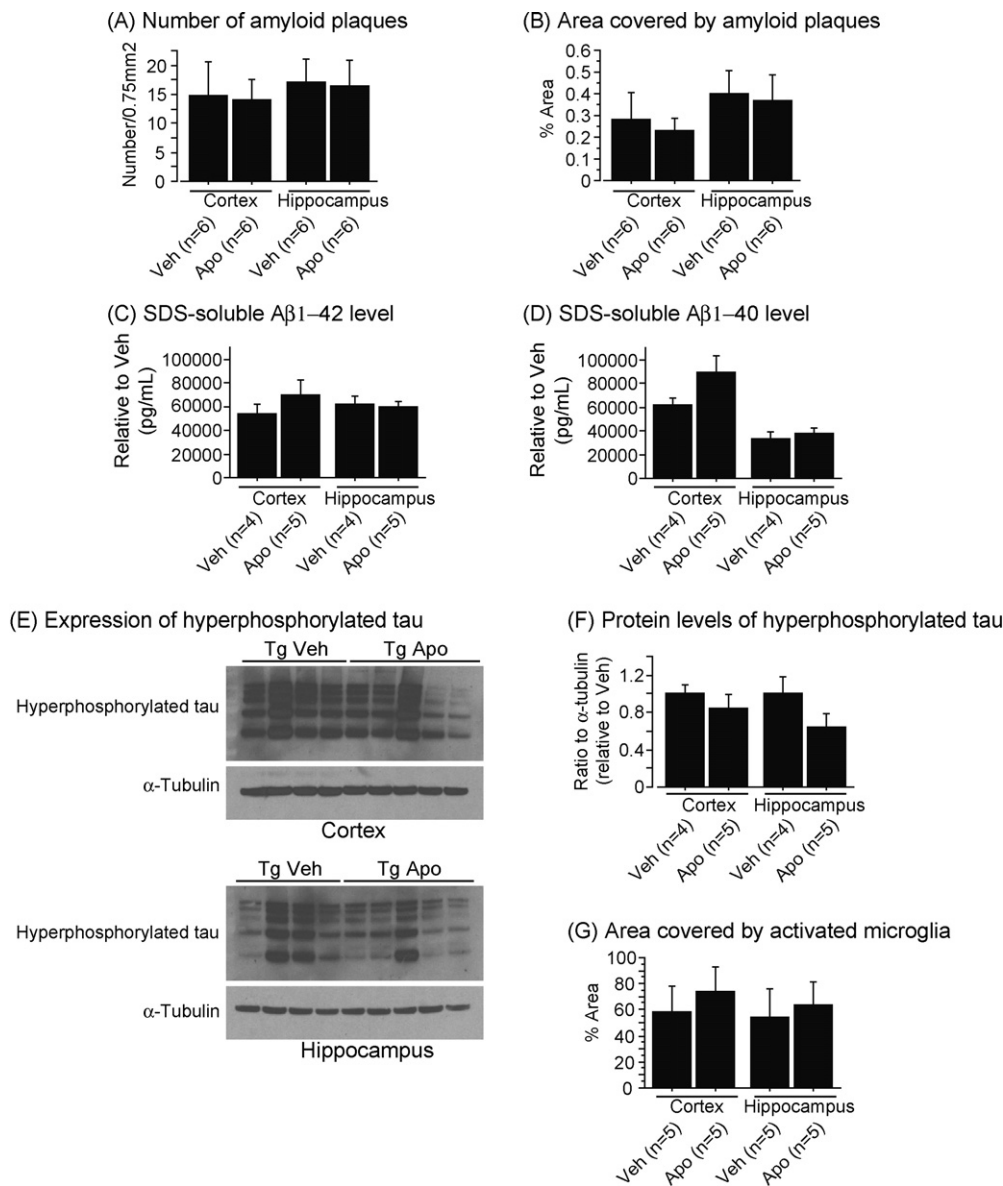 (A) Number of amyloid plaques
Number/0.75mm2
20
15
10
5
0
Cortex
Hippocampus
Veh (n=6)
Apo (n=6)
Veh (n=6)
Apo (n=6)
(B) Area covered by amyloid plaques
% Area
0.6
0.5
0.4
0.3
0.2
0.1
0
Cortex
Hippocampus
Veh (n=6)
Apo (n=6)
Veh (n=6)
Apo (n=6)
(C) SDS-soluble Aβ1–42 level
Relative to Veh
(pg/mL)
100000
80000
60000
40000
20000
0
Cortex
Hippocampus
Veh (n=4)
Apo (n=5)
Veh (n=4)
Apo (n=5)
(D) SDS-soluble Aβ1–40 level
Relative to Veh
(pg/mL)
100000
80000
60000
40000
20000
0
Cortex
Hippocampus
Veh (n=4)
Apo (n=5)
Veh (n=4)
Apo (n=5)
(E) Expression of hyperphosphorylated tau
Tg Veh
Tg Apo
Hyperphosphorylated tau
α-Tubulin
Cortex
Tg Veh
Tg Apo
Hyperphosphorylated tau
α-Tubulin
Hippocampus
(F) Protein levels of hyperphosphorylated tau
Ratio to α-tubulin
(relative to Veh)
1.2
0.8
0.4
0
Cortex
Hippocampus
Veh (n=4)
Apo (n=5)
Veh (n=4)
Apo (n=5)
(G) Area covered by activated microglia
% Area
100
80
60
40
20
0
Cortex
Hippocampus
Veh (n=5)
Apo (n=5)
Veh (n=5)
Apo (n=5)